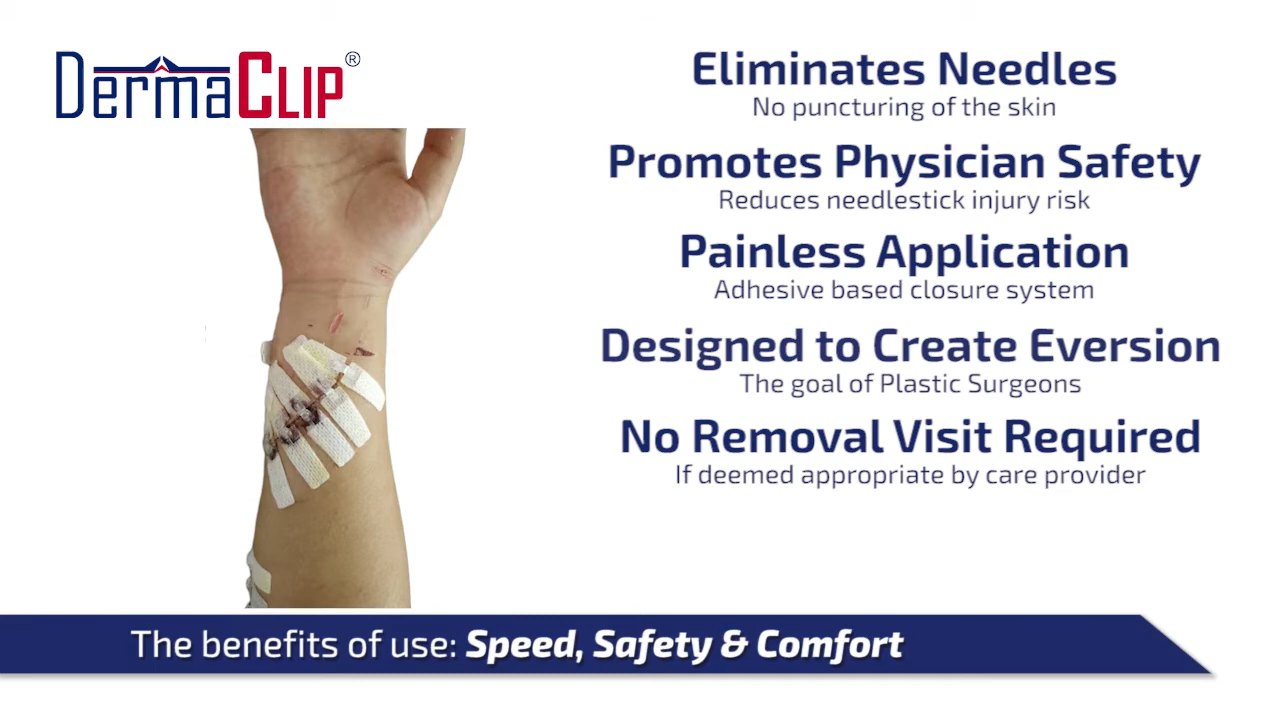 DermaClip®
Eliminates Needles
No puncturing of the skin
Promotes Physician Safety
Reduces needlestick injury risk
Painless Application
Adhesive based closure system
Designed to Create Eversion
The goal of Plastic Surgeons
No Removal Visit Required
If deemed appropriate by care provider
The benefits of use: Speed, Safety & Comfort